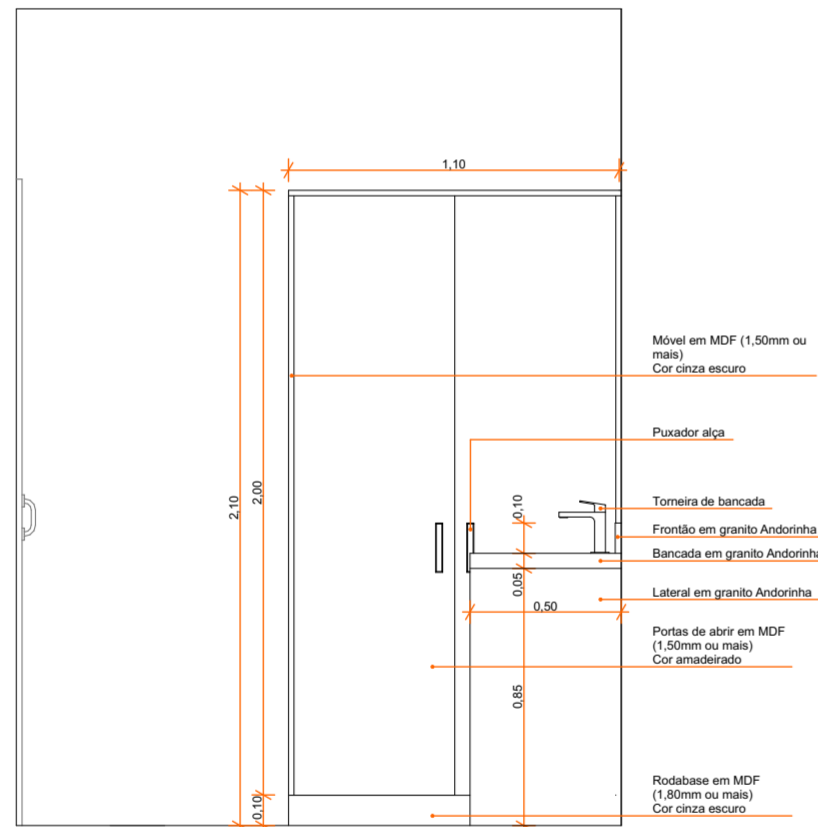 1,10
Móvel em MDF (1,50mm ou
mais)
Cor cinza escuro
Puxador alça
2,10
2,00
0,10
Torneira de bancada
Frontão em granito Andorinha
Bancada em granito Andorinha
0,05
Lateral em granito Andorinha
0,50
Portas de abrir em MDF
(1,50mm ou mais)
Cor amadeirado
0,85
Rodabase em MDF
(1,80mm ou mais)
Cor cinza escuro
0,10